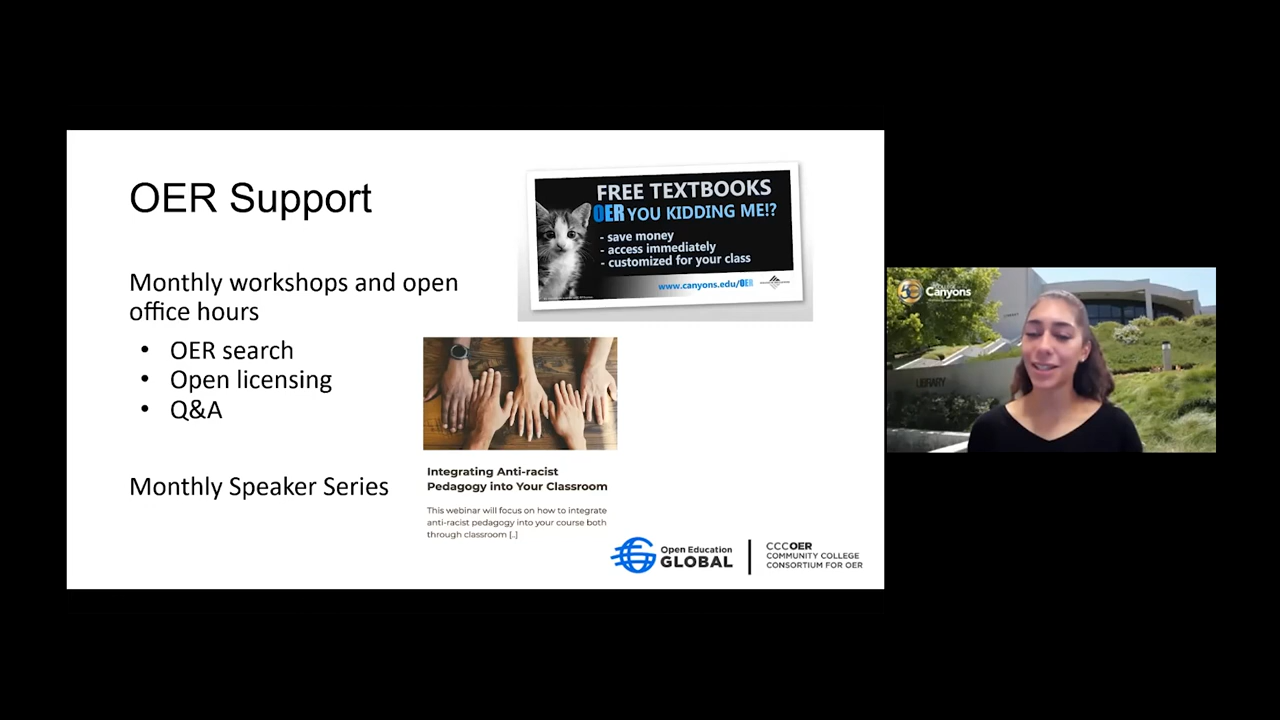 OER Support
FREE TEXTBOOKS
OER YOU KIDDING ME!?
- save money
- access immediately
- customized for your class
www.canyons.edu/OER
Monthly workshops and open
office hours
• OER search
• Open licensing
• Q&A
Monthly Speaker Series
Integrating Anti-racist
Pedagogy into Your Classroom
This webinar will focus on how to integrate
anti-racist pedagogy into your course both
through classroom [..]
Open Education
GLOBAL
CCCOER
COMMUNITY COLLEGE
CONSORTIUM FOR OER
Canyons
LIBRARY